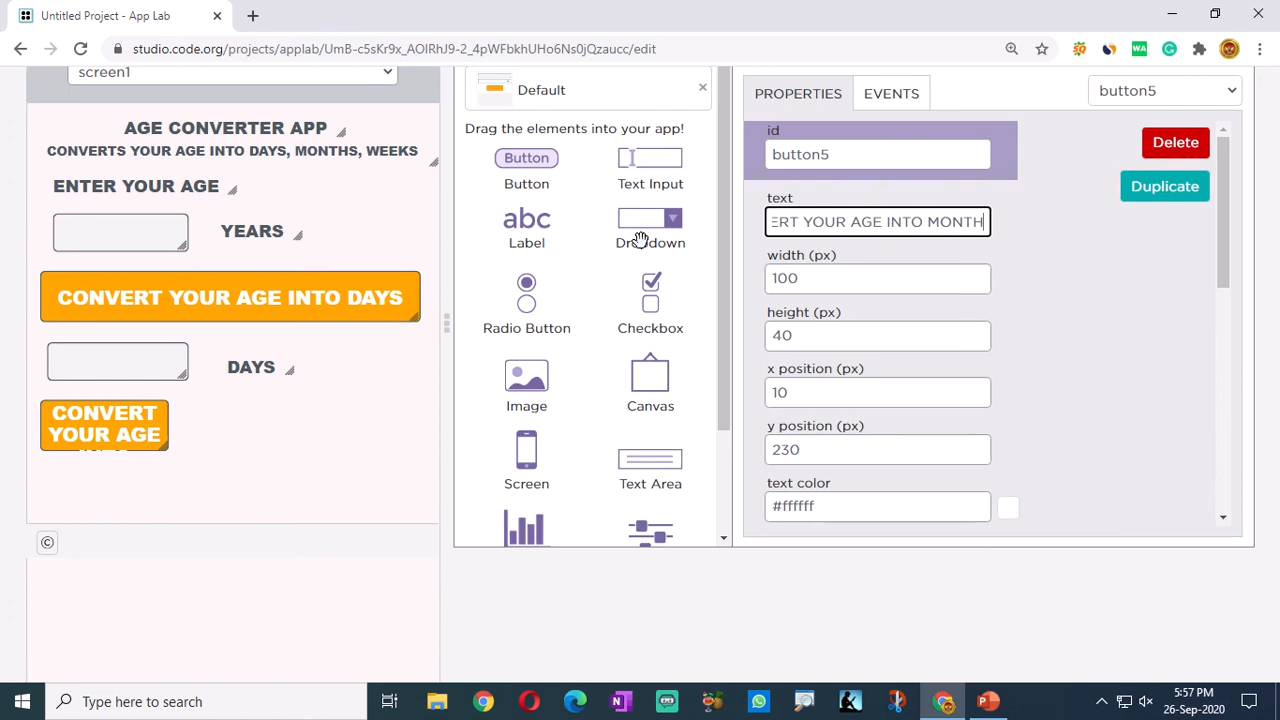 Untitled Project - App Lab
studio.code.org/projects/applab/UmB-c5sKr9x_AOlRhJ9-2_4pWFbkhUHo6Ns0jQzaucc/edit
screen1
AGE CONVERTER APP
CONVERTS YOUR AGE INTO DAYS, MONTHS, WEEKS
ENTER YOUR AGE
YEARS
CONVERT YOUR AGE INTO DAYS
DAYS
CONVERT
YOUR AGE
©
Default
Drag the elements into your app!
Button
Button
Text Input
abc
Label
Dropdown
Radio Button
Checkbox
Image
Canvas
Screen
Text Area
PROPERTIES
EVENTS
button5
id
button5
Delete
Duplicate
text
ERT YOUR AGE INTO MONTH
width (px)
100
height (px)
40
x position (px)
10
y position (px)
230
text color
#ffffff
Type here to search
5:57 PM
26-Sep-2020